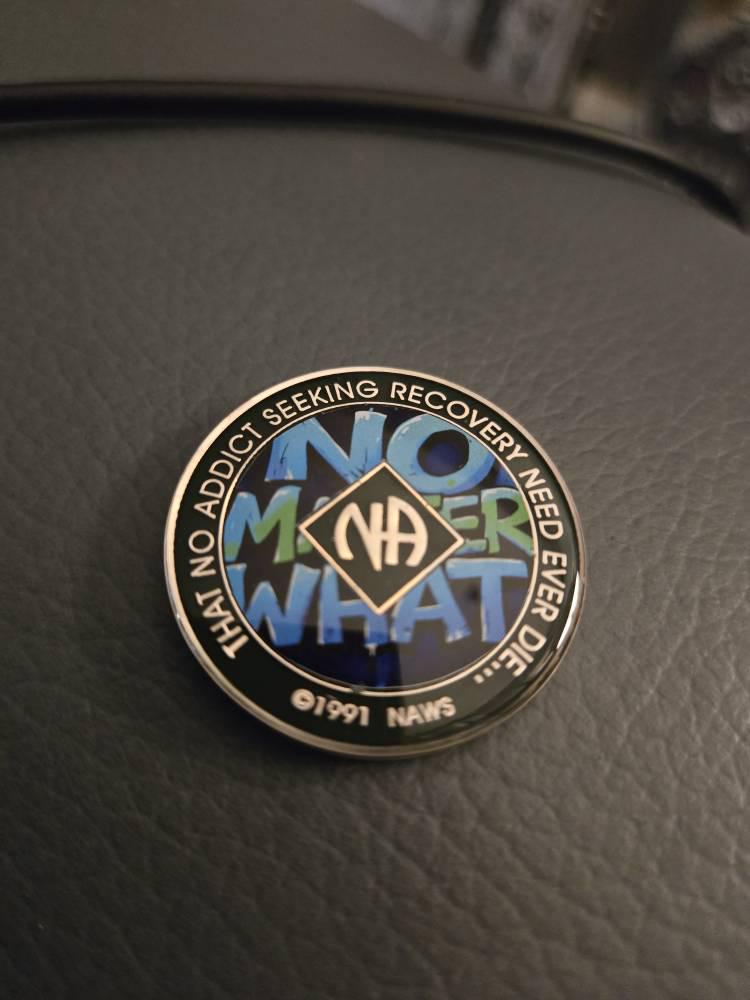 THAT NO ADDICT SEEKING RECOVERY NEED EVER DIE....
NO
MATTER
WHAT
NA
©1991 NAWS